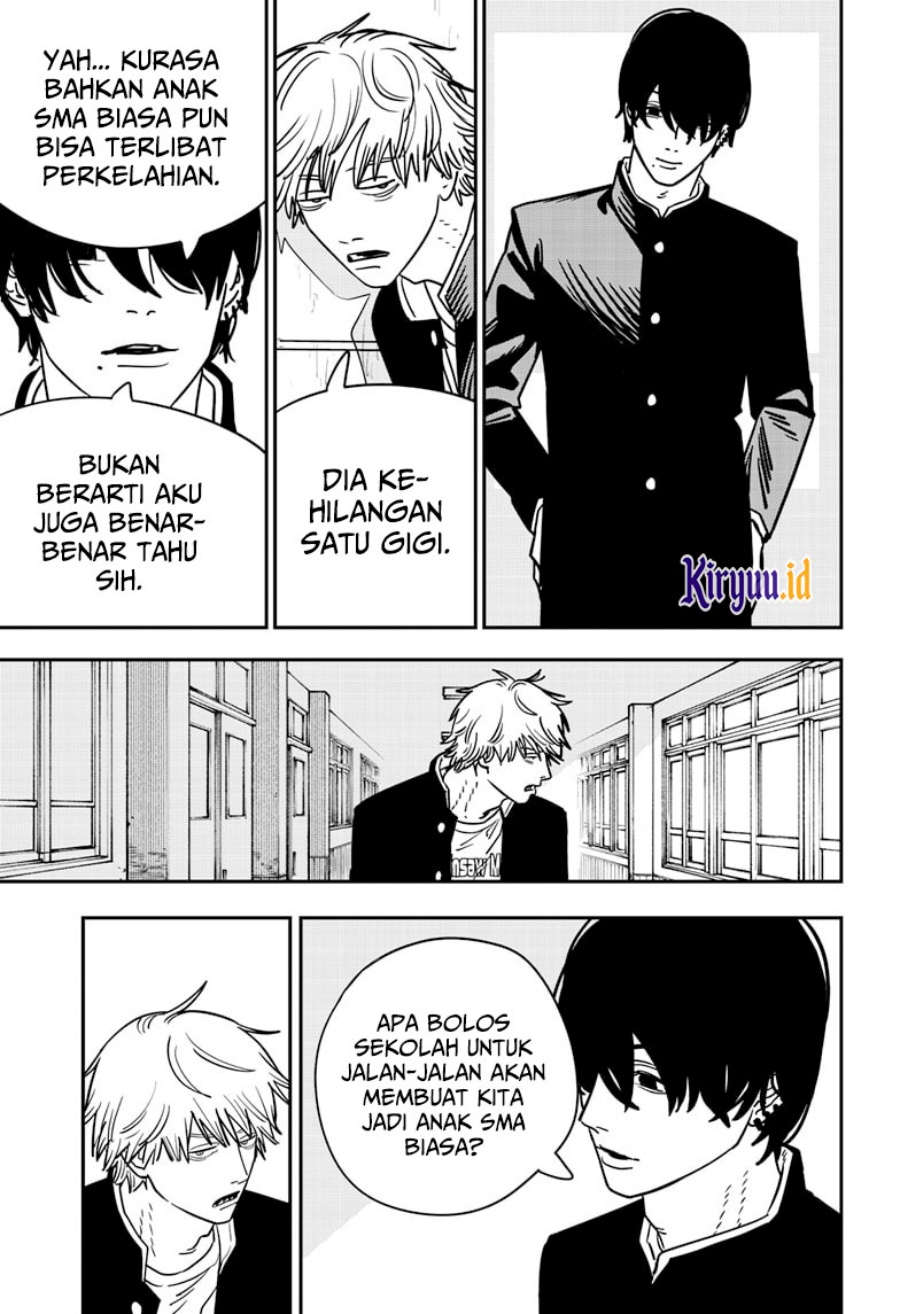 DIA KE-
HILANGAN
SATU GIGI.
YAH... KURASA
BAHKAN ANAK
SMA BIASA PUN
BISA TERLIBAT
PERKELAHIAN.
BUKAN
BERARTI AKU
JUGA BENAR-
BENAR TAHU
SIH.
Kiryuu.id
nsaw M
APA BOLOS
SEKOLAH UNTUK
JALAN-JALAN AKAN
MEMBUAT KITA
JADI ANAK SMA
BIASA?